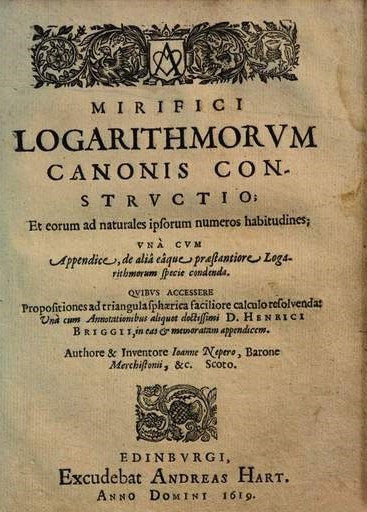 MIRIFICI
LOGARITHMORVM
CANONIS CON-
STRVCTIO;
Et eorum ad naturales ipsorum numeros habitudines;
VNÀ CVM
Appendice, de aliâ eâque præstantiore Loga-
rithmorum specie condenda.
QVIBVS ACCESSERE
Propositiones ad triangula sphærica faciliore calculo resolvenda:
Unà cum Annotationibus aliquot doctissimi D. HENRICI
BRIGGII, in eas & memoratam appendicem.
Authore & Inventore Ioanne Nepero, Barone
Merchistonii, &c. Scoto.
EDINBVRGI,
Excudebat ANDREAS HART.
ANNO DOMINI 1619.